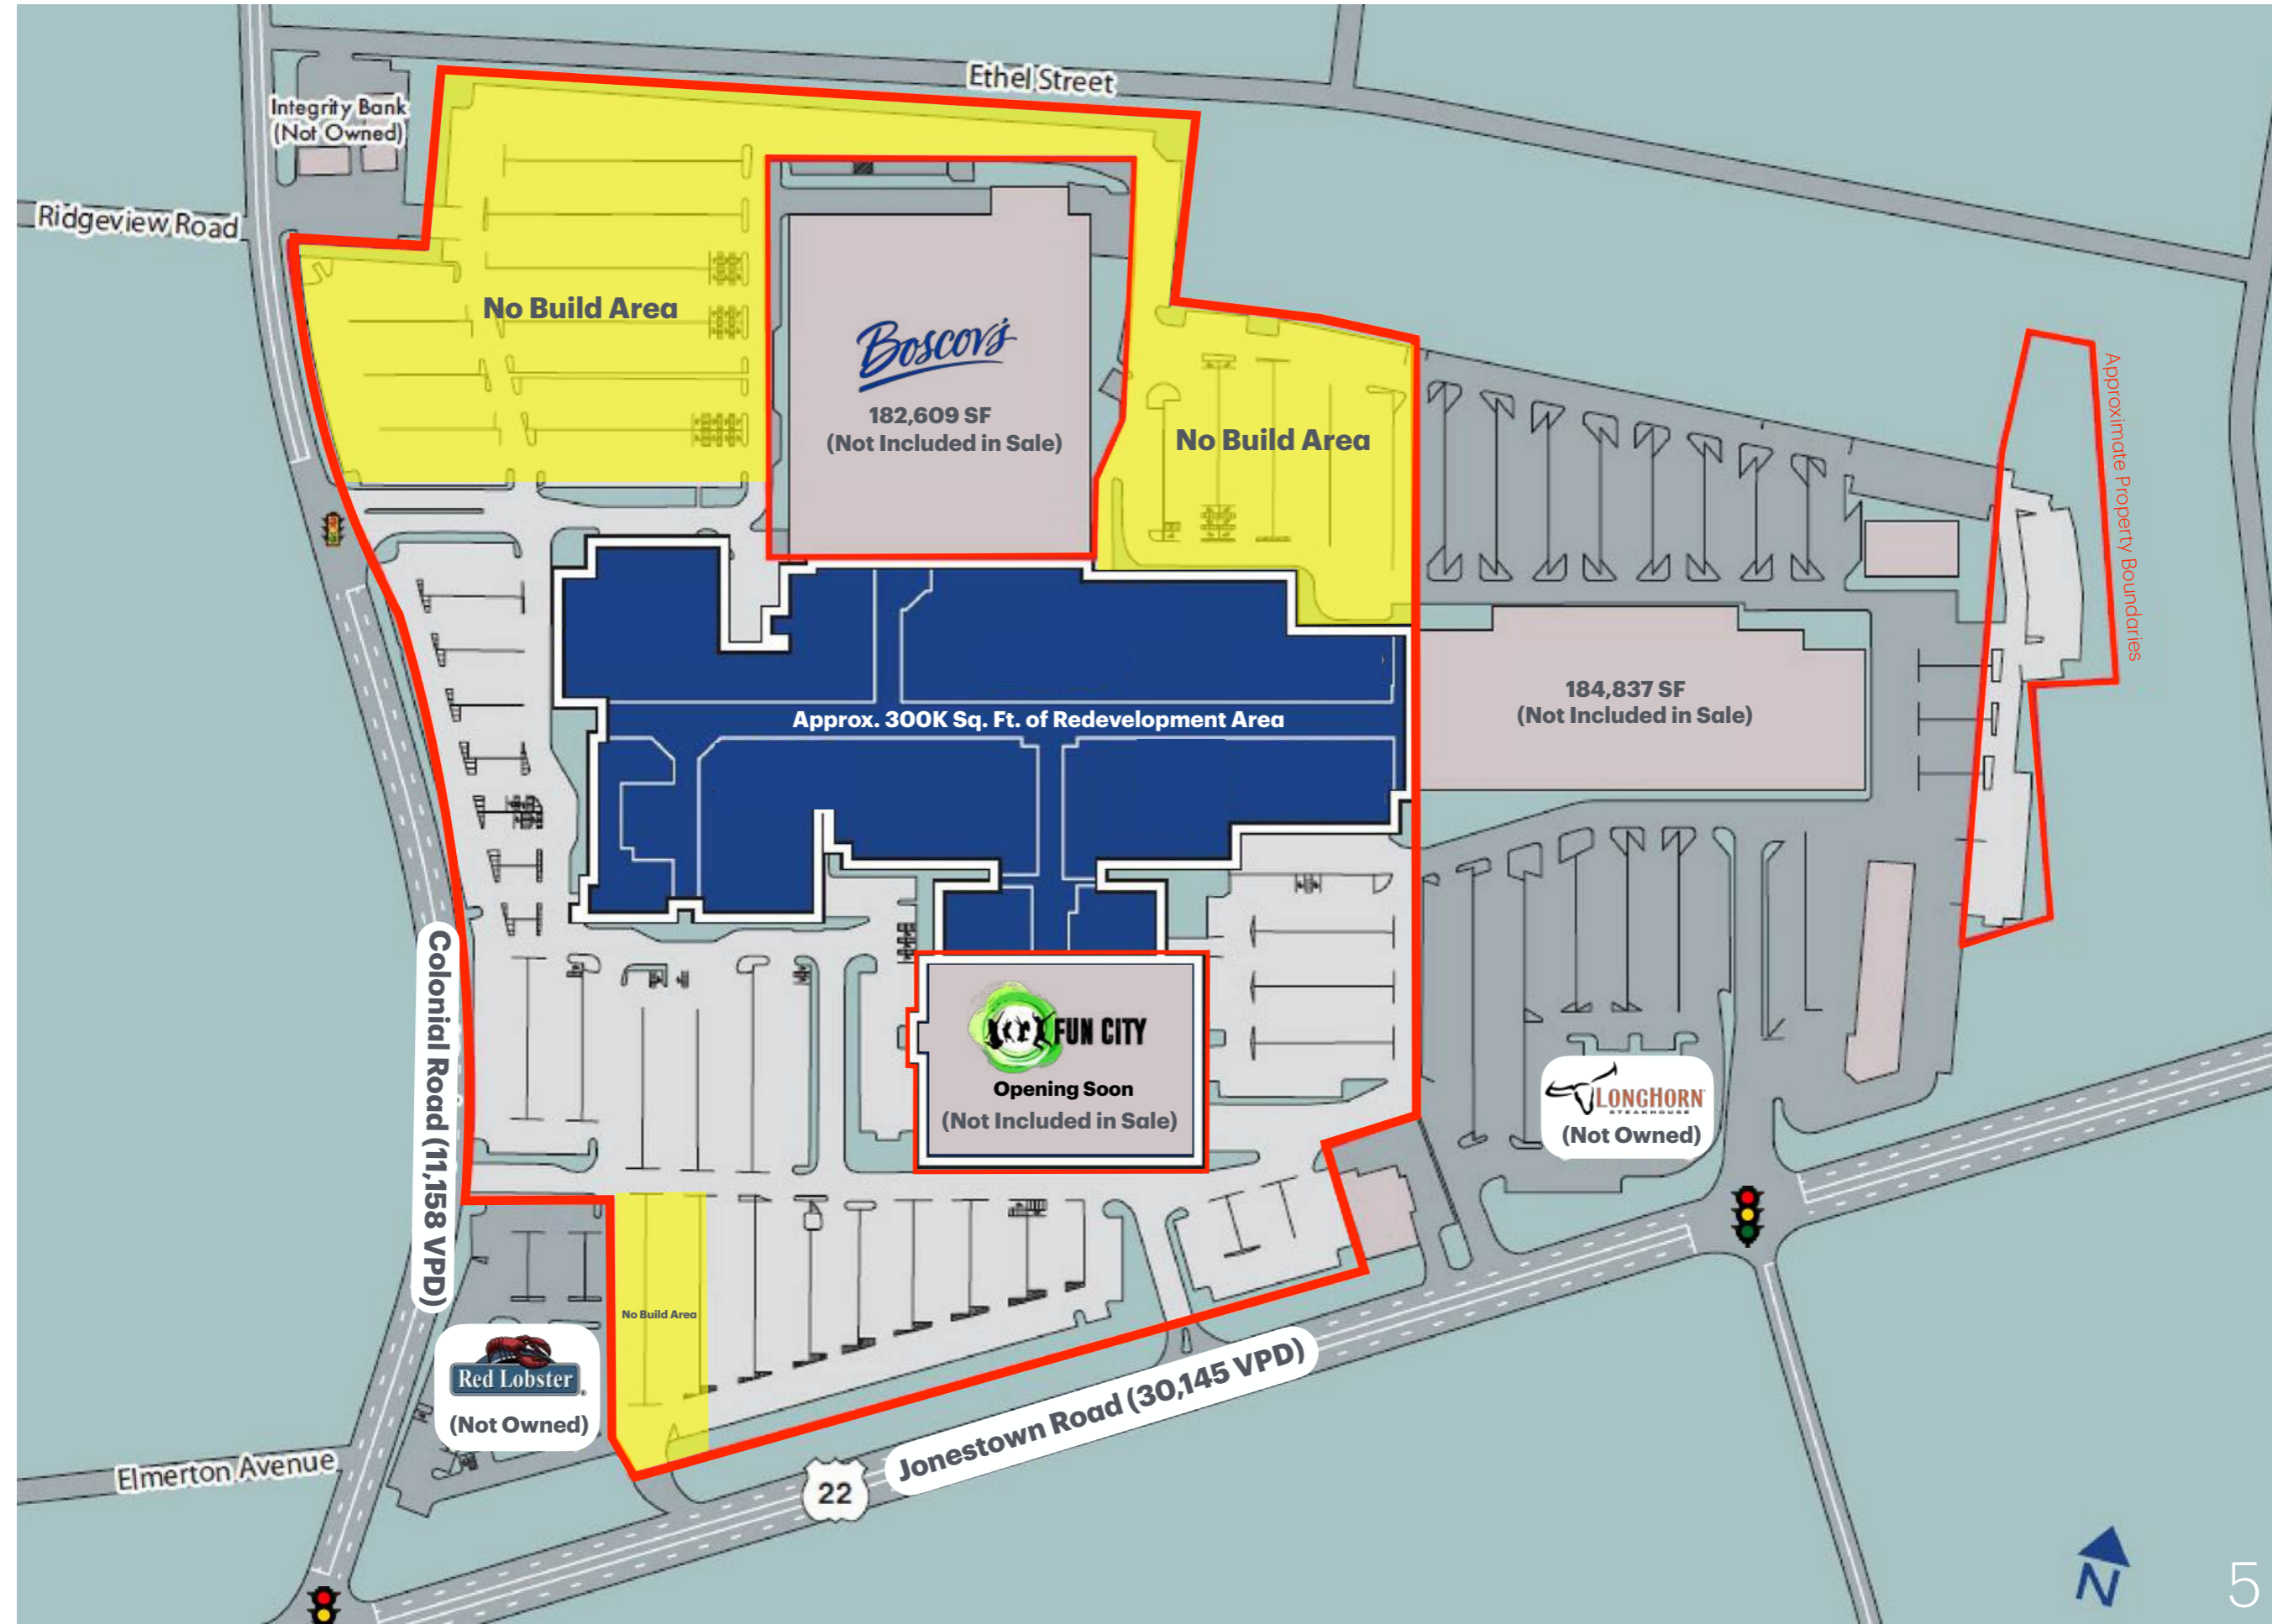 Ethel Street
Integrity Bank
(Not Owned)
Ridgeview Road
No Build Area
Boscov's
182,609 SF
(Not Included in Sale)
No Build Area
Approximate Property Boundaries
184,837 SF
(Not Included in Sale)
Approx. 300K Sq. Ft. of Redevelopment Area
Colonial Road (11,158 VPD)
FUN CITY
Opening Soon
(Not Included in Sale)
LONGHORN
STEAKHOUSE
(Not Owned)
No Build Area
Red Lobster
(Not Owned)
Jonestown Road (30,145 VPD)
Elmerton Avenue
22
N
5